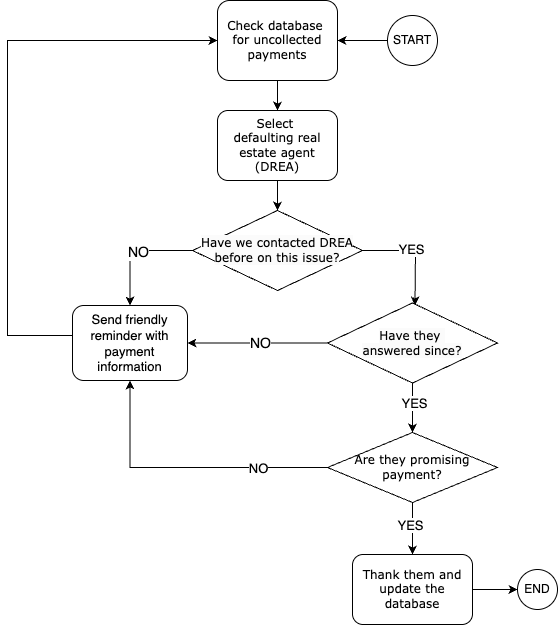 Check database
for uncollected
payments
START
Select
defaulting real
estate agent
(DREA)
Have we contacted DREA
before on this issue?
NO
YES
Send friendly
reminder with
payment
information
Have they
answered since?
NO
YES
Are they promising
payment?
NO
YES
Thank them and
update the
database
END